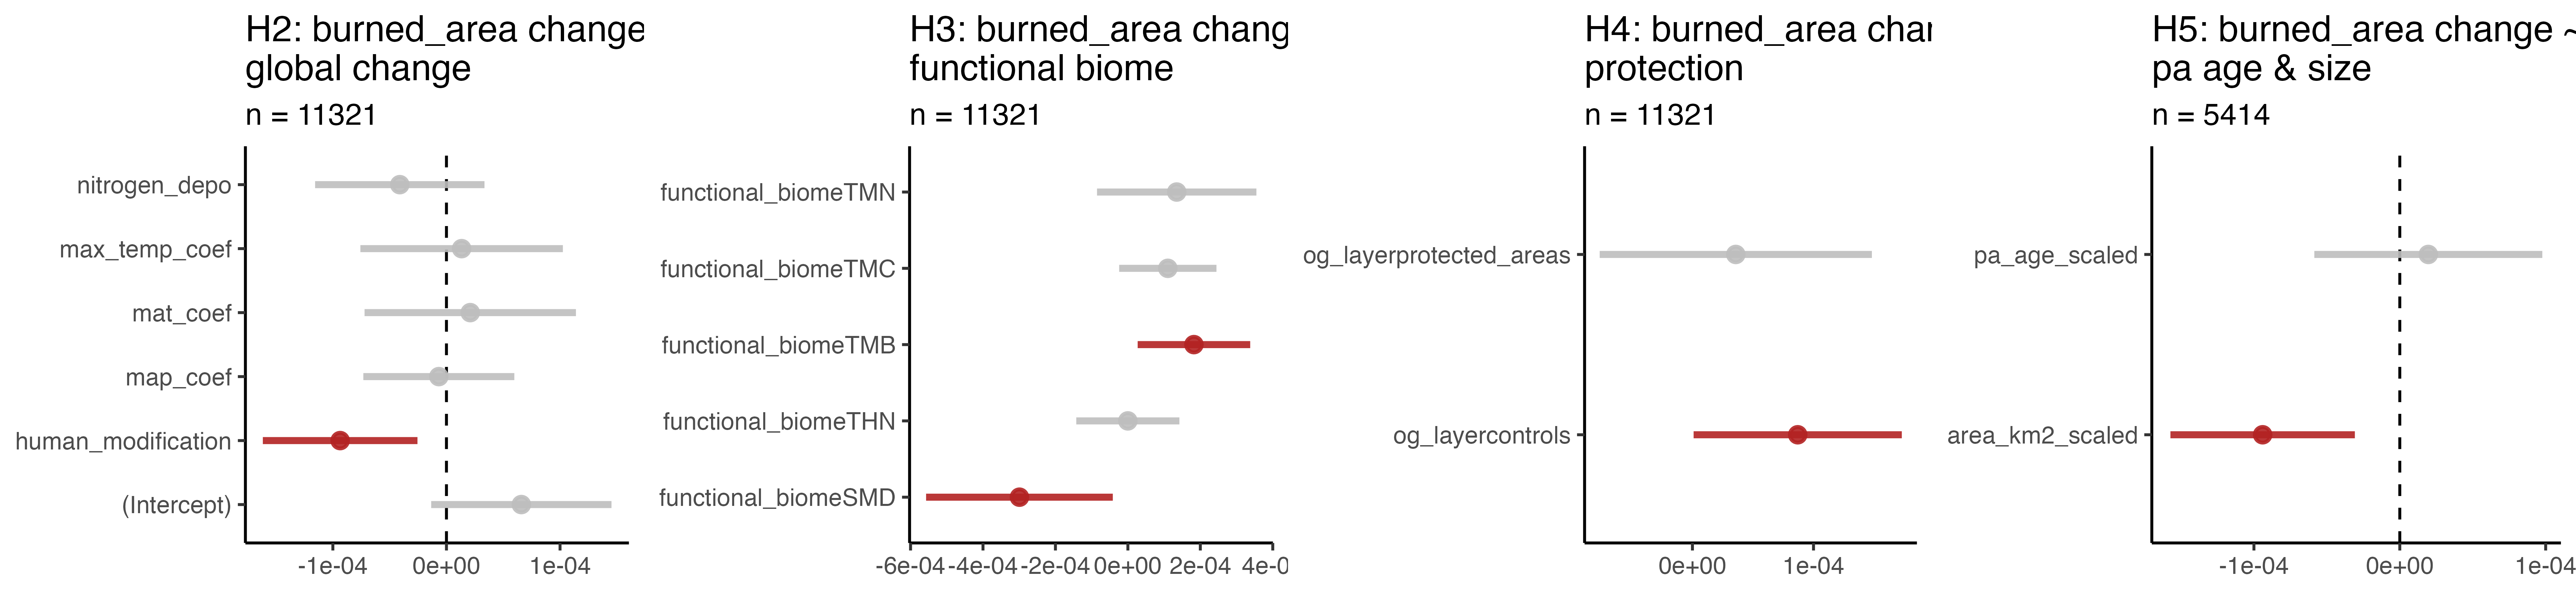 H2: burned_area change
global change
n = 11321
nitrogen_depo
max_temp_coef
mat_coef
map_coef
human_modification
(Intercept)
-1e-04 0e+00 1e-04
H3: burned_area chang
functional biome
n = 11321
functional_biomeTMN
functional_biomeTMC
functional_biomeTMB
functional_biomeTHN
functional_biomeSMD
-6e-04 -4e-04 -2e-04 0e+00 2e-04 4e-0
H4: burned_area char
protection
n = 11321
og_layerprotected_areas
og_layercontrols
0e+00 1e-04
H5: burned_area change ~
pa age & size
n = 5414
pa_age_scaled
area_km2_scaled
-1e-04 0e+00 1e-04